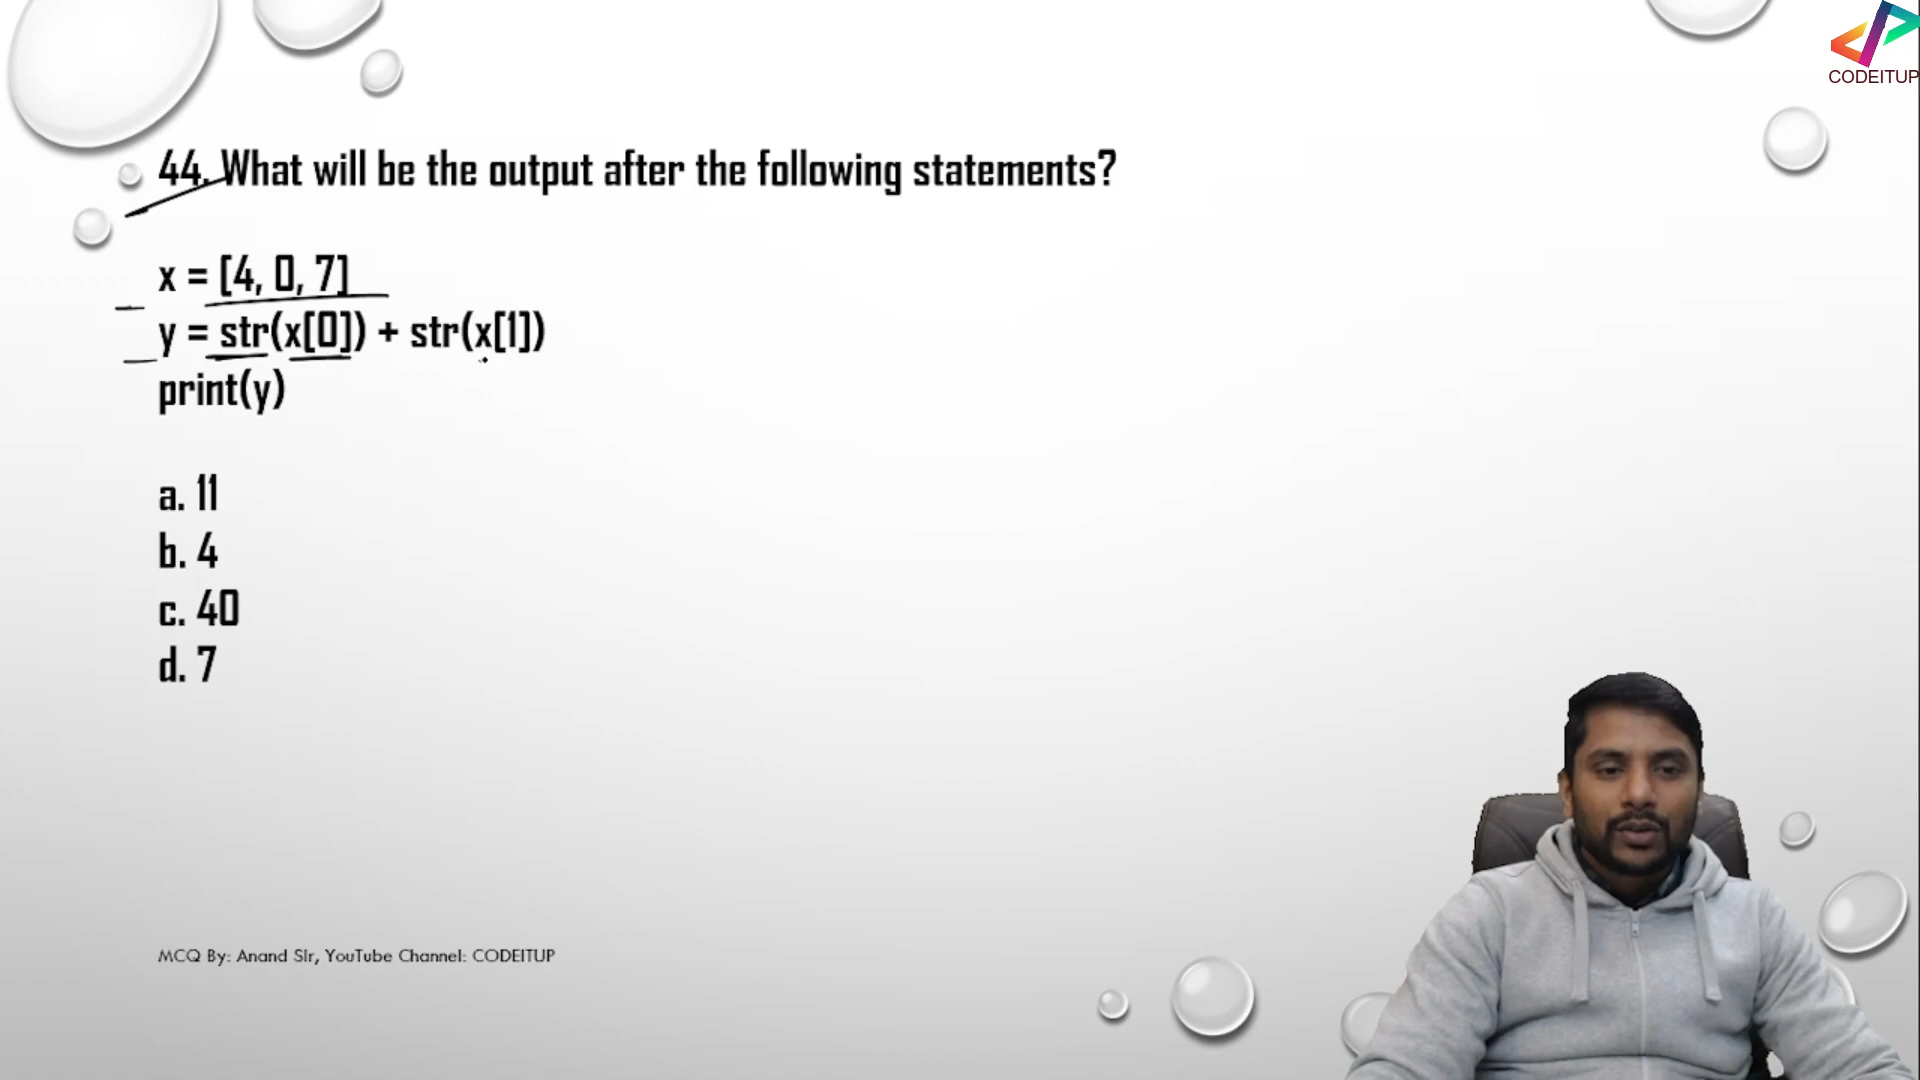 CODEITUP
44. What will be the output after the following statements?
x = [4, 0, 7]
y = str(x[0]) + str(x[1])
print(y)
a. 11
b. 4
c. 40
d. 7
MCQ By: Anand SIr, YouTube Channel: CODEITUP